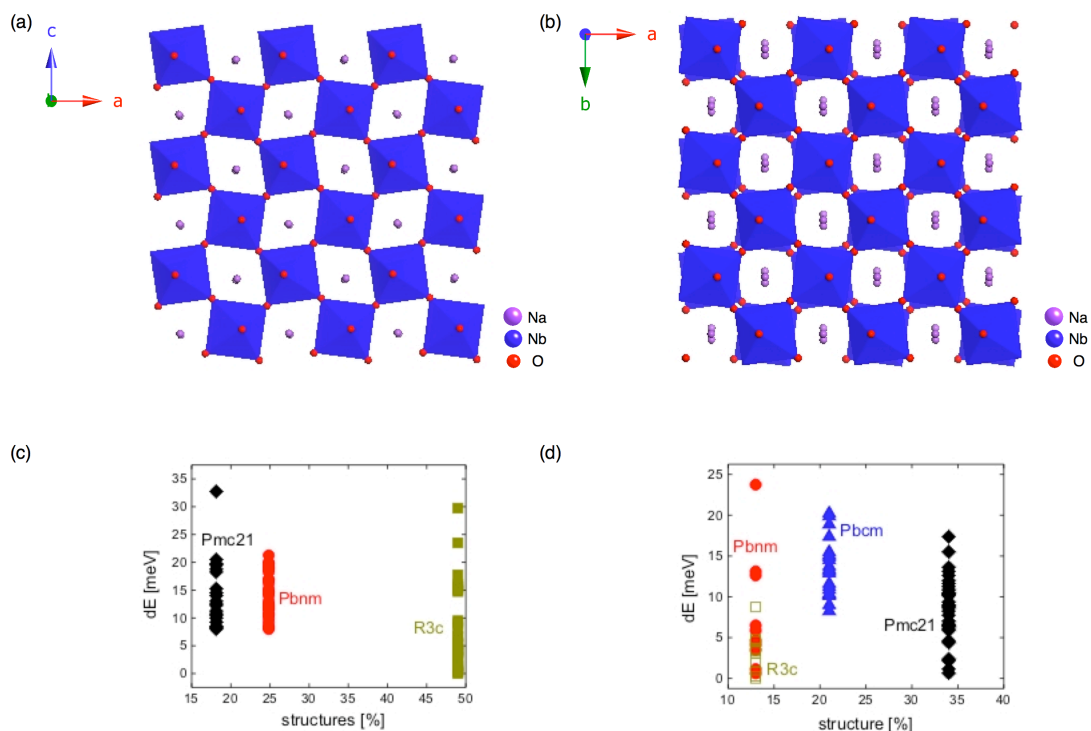 (a)
c
a
Na
Nb
O
(b)
a
b
Na
Nb
O
(c)
35
30
25
20
15
10
5
0
dE [meV]
Pmc21
Pbnm
R3c
15 20 25 30 35 40 45 50
structures [%]
(d)
25
20
15
10
5
0
dE [meV]
Pbnm
Pbcm
Pmc21
R3c
10 15 20 25 30 35 40
structure [%]